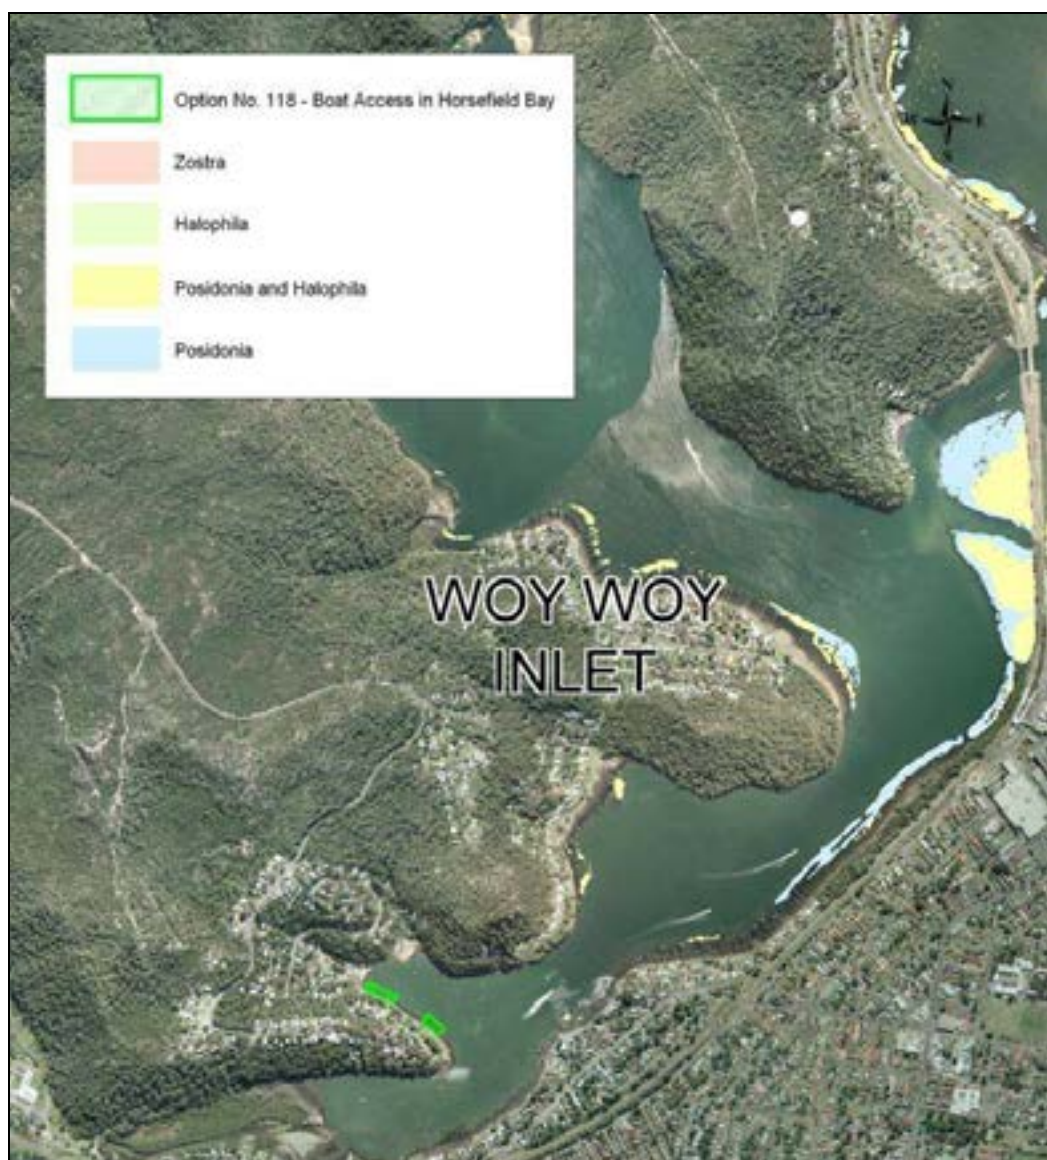 Option No. 118 - Boat Access in Horsefield Bay
Zostra
Halophila
Posidonia and Halophila
Posidonia
WOY WOY
INLET